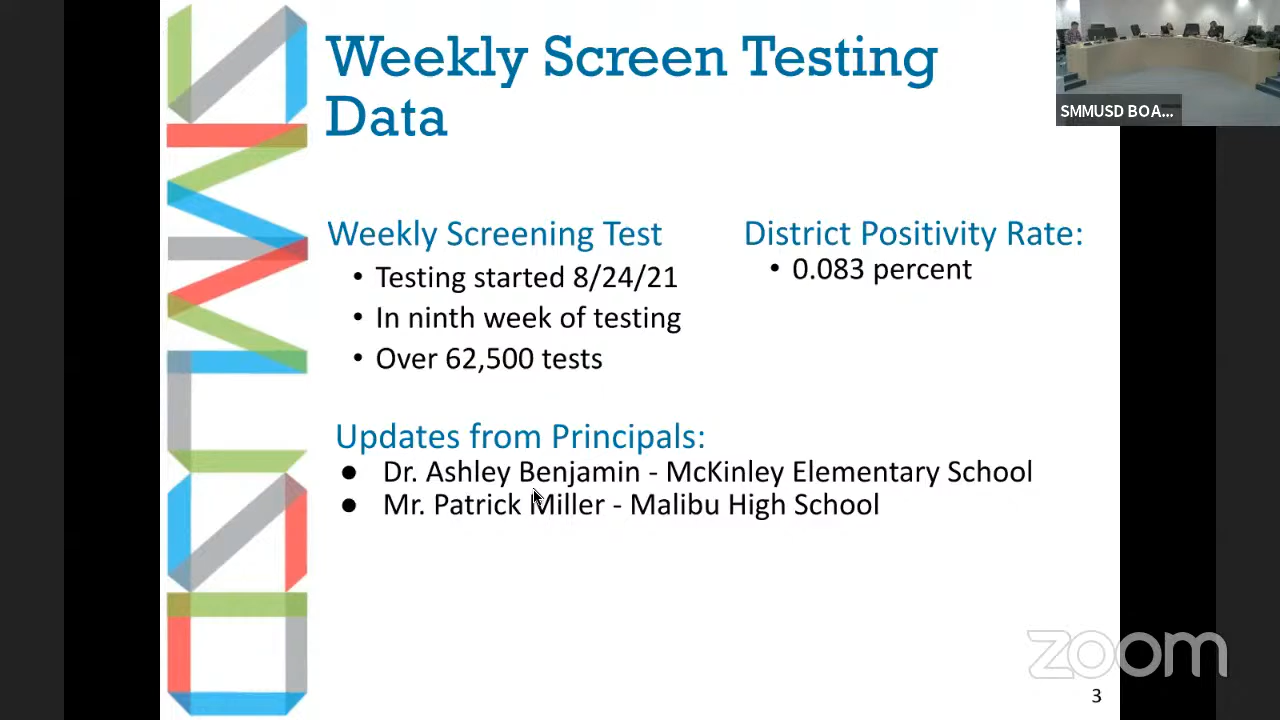 Weekly Screen Testing
Data
SMMUSD BOA...
Weekly Screening Test
• Testing started 8/24/21
• In ninth week of testing
• Over 62,500 tests
District Positivity Rate:
• 0.083 percent
Updates from Principals:
● Dr. Ashley Benjamin - McKinley Elementary School
● Mr. Patrick Miller - Malibu High School
SMMUSD
zoom
3